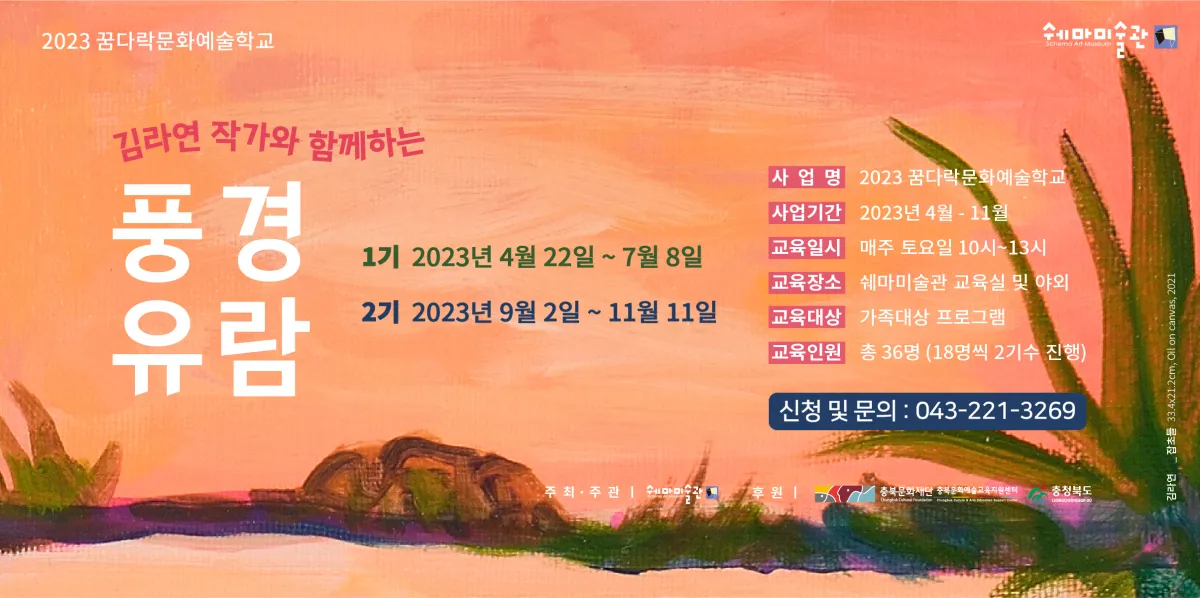 2023 꿈다락문화예술학교
쉐마미술관
Schema Art Museum
김라연 작가와 함께하는
풍경
유람
1기 2023년 4월 22일 ~ 7월 8일
2기 2023년 9월 2일 ~ 11월 11일
사 업 명 2023 꿈다락문화예술학교
사업기간 2023년 4월 - 11월
교육일시 매주 토요일 10시~13시
교육장소 쉐마미술관 교육실 및 야외
교육대상 가족대상 프로그램
교육인원 총 36명 (18명씩 2기수 진행)
신청 및 문의 : 043-221-3269
주최·주관 | 쉐마미술관 후원 | 충북문화재단 충북문화예술교육지원센터 충청북도
김라연 _ 잡초들 33.4x21.2cm, Oil on canvas, 2021